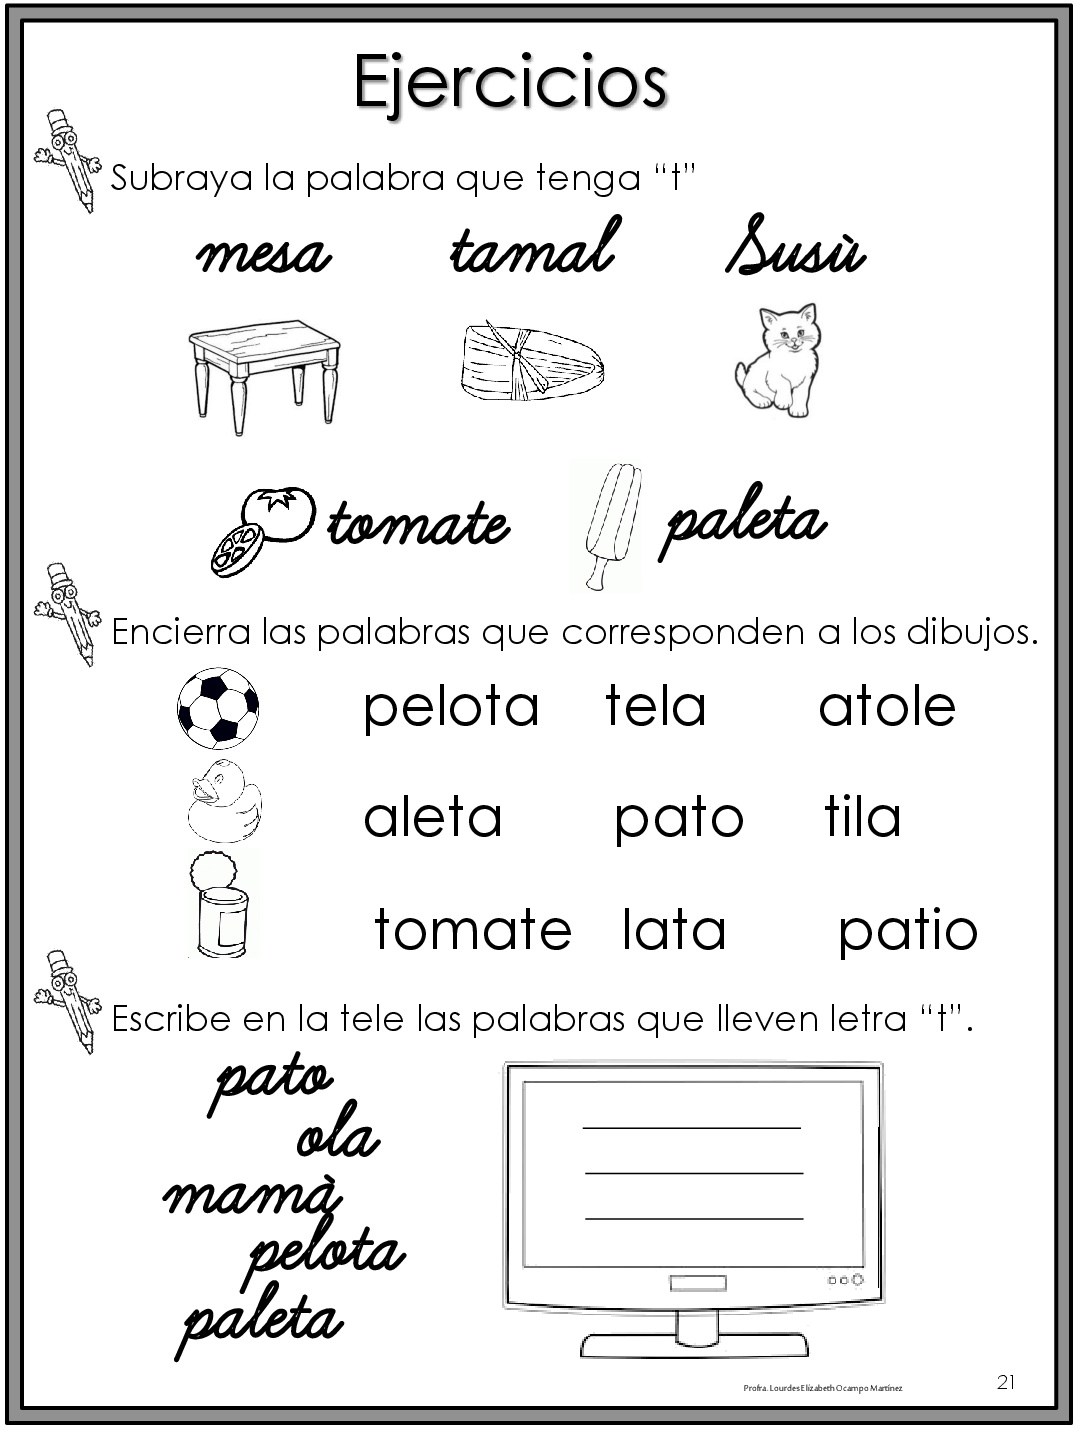 Ejercicios
Subraya la palabra que tenga “t”
mesa tamal Susù
tomate paleta
Encierra las palabras que corresponden a los dibujos.
pelota tela atole
aleta pato tila
tomate lata patio
Escribe en la tele las palabras que lleven letra “t”.
pato
ola
mamà
pelota
paleta
Profra. Lourdes Elizabeth Ocampo Martínez
21